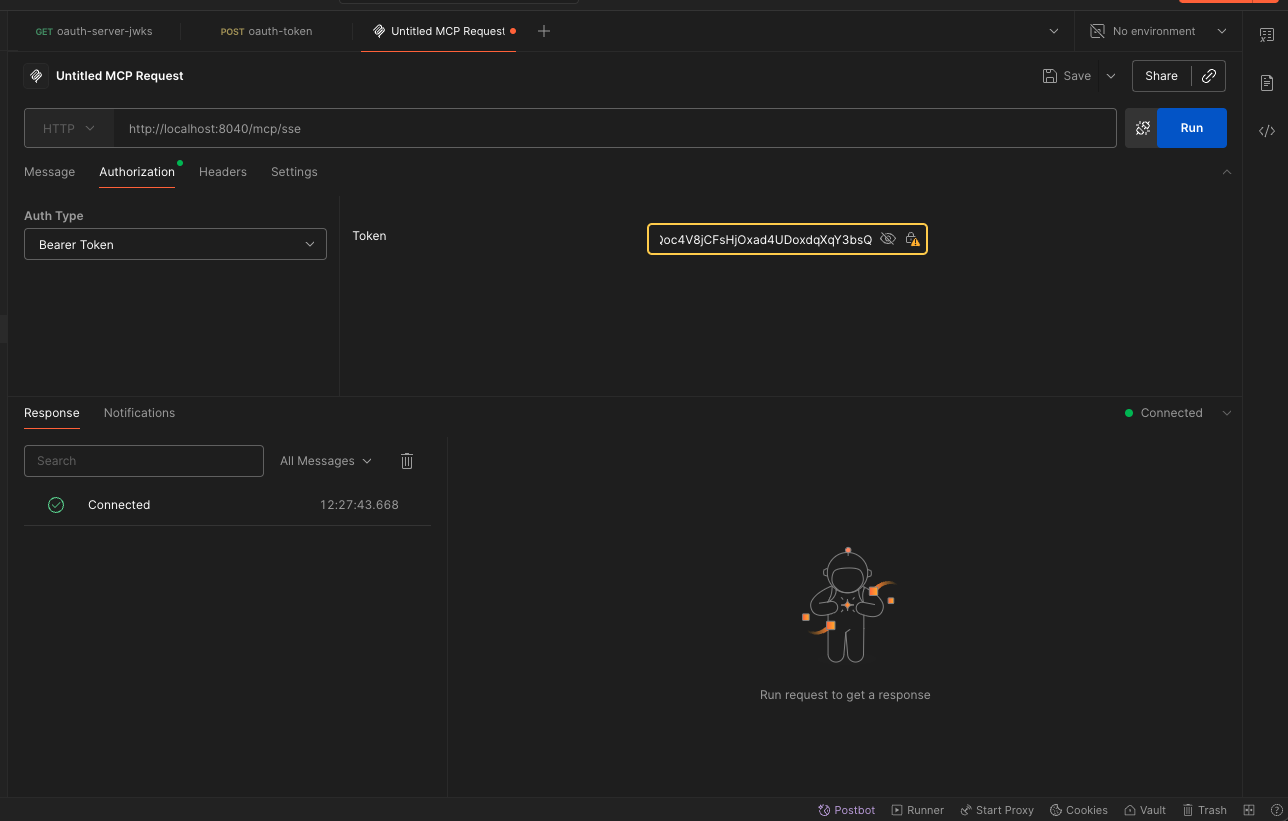 GET oauth-server-jwks POST oauth-token Untitled MCP Request No environment
Untitled MCP Request Save Share
HTTP http://localhost:8040/mcp/sse Run
Message Authorization Headers Settings
Auth Type
Bearer Token
Token oc4V8jCFsHjOxad4UDoxdqXqY3bsQ
Response Notifications Connected
Search All Messages
Connected 12:27:43.668
Run request to get a response
Postbot Runner Start Proxy Cookies Vault Trash